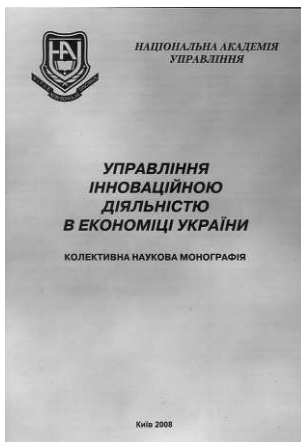 НАЦІОНАЛЬНА АКАДЕМІЯ
УПРАВЛІННЯ
УПРАВЛІННЯ
ІННОВАЦІЙНОЮ
ДІЯЛЬНІСТЮ
В ЕКОНОМІЦІ УКРАЇНИ
КОЛЕКТИВНА НАУКОВА МОНОГРАФІЯ
Київ 2008